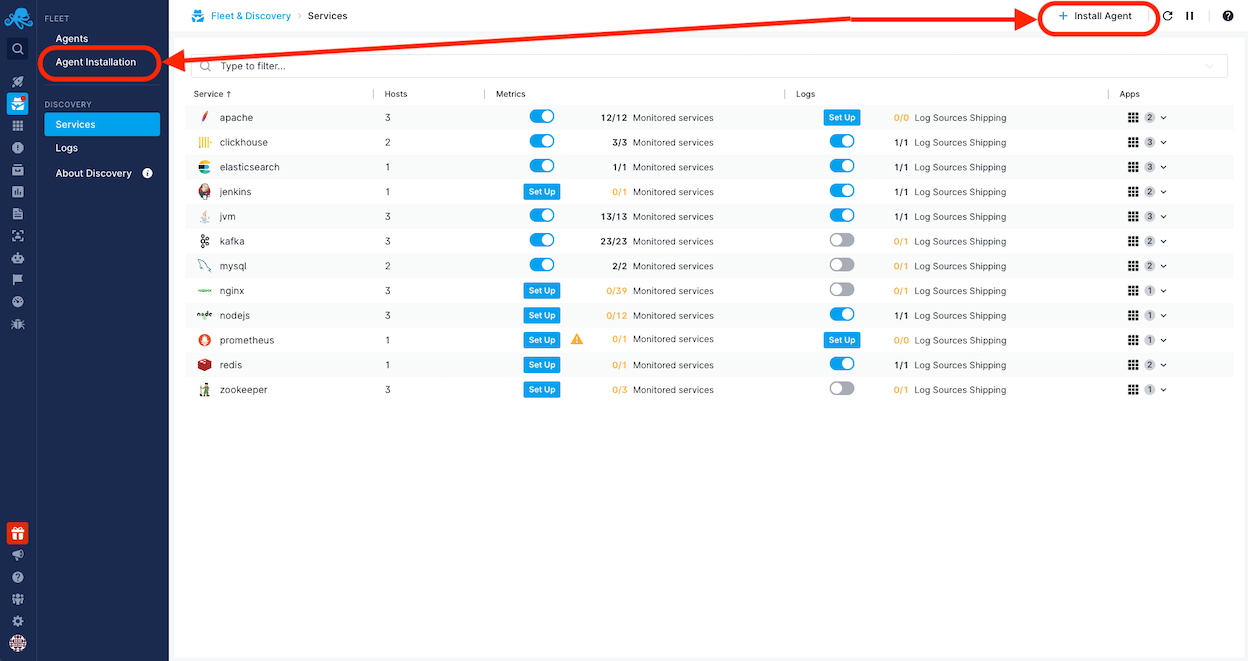 FLEET
Agents
Agent Installation
DISCOVERY
Services
Logs
About Discovery
Fleet & Discovery > Services
+ Install Agent
Type to filter...
Service ↑ Hosts Metrics Logs Apps
apache 3 12/12 Monitored services Set Up 0/0 Log Sources Shipping 2
clickhouse 2 3/3 Monitored services 1/1 Log Sources Shipping 3
elasticsearch 1 1/1 Monitored services 1/1 Log Sources Shipping 3
jenkins 1 Set Up 0/1 Monitored services 1/1 Log Sources Shipping 2
jvm 3 13/13 Monitored services 1/1 Log Sources Shipping 3
kafka 3 23/23 Monitored services 0/1 Log Sources Shipping 2
mysql 2 2/2 Monitored services 0/1 Log Sources Shipping 2
nginx 3 Set Up 0/39 Monitored services 0/1 Log Sources Shipping 1
nodejs 3 Set Up 0/12 Monitored services 1/1 Log Sources Shipping 1
prometheus 1 Set Up 0/1 Monitored services Set Up 0/0 Log Sources Shipping 1
redis 1 Set Up 0/1 Monitored services 1/1 Log Sources Shipping 2
zookeeper 3 Set Up 0/3 Monitored services 0/1 Log Sources Shipping 1